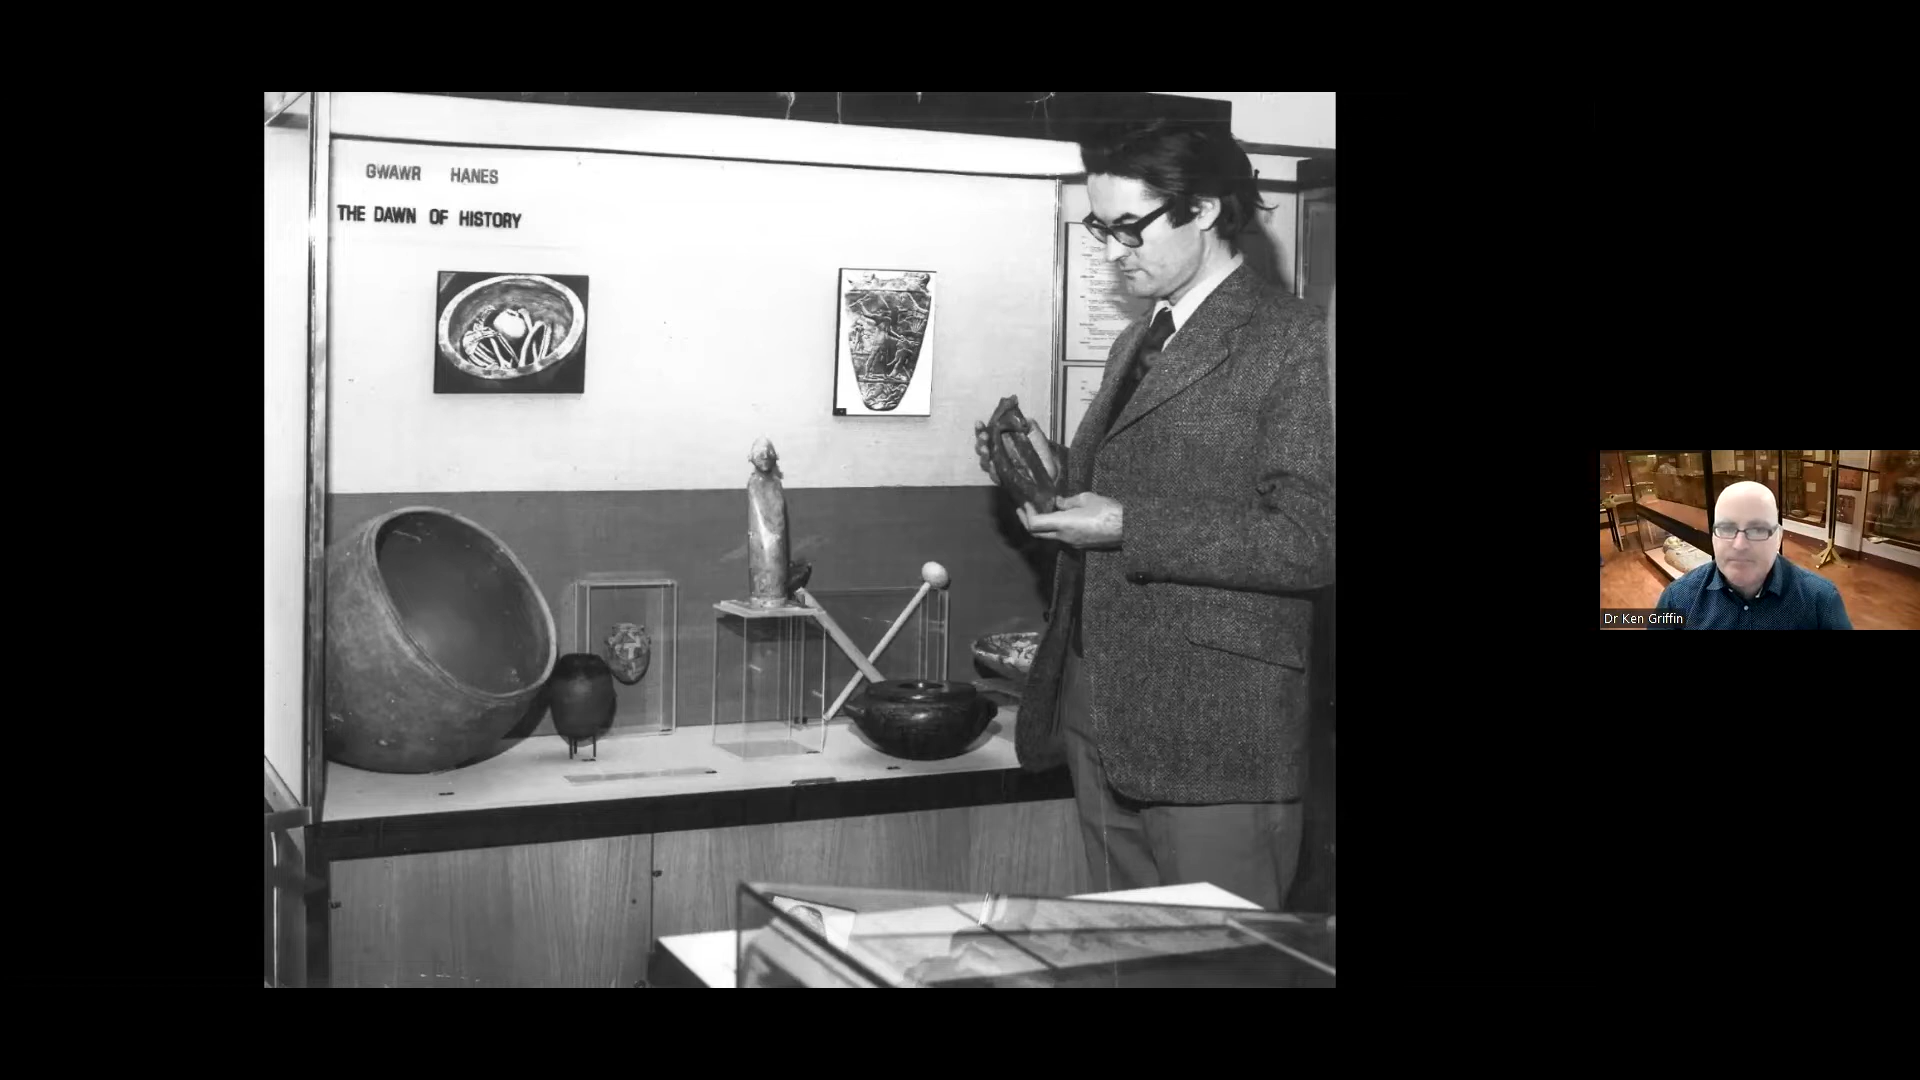 GWAWR HANES
THE DAWN OF HISTORY
Dr Ken Griffin